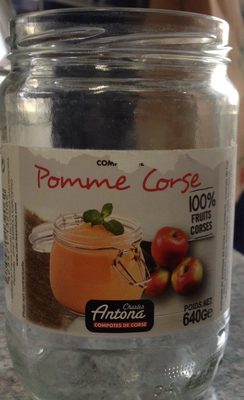 Pomme Corse
100%
FRUITS
CORSES
Charles
Antona
COMPOTES DE CORSE
POIDS NET
640G℮